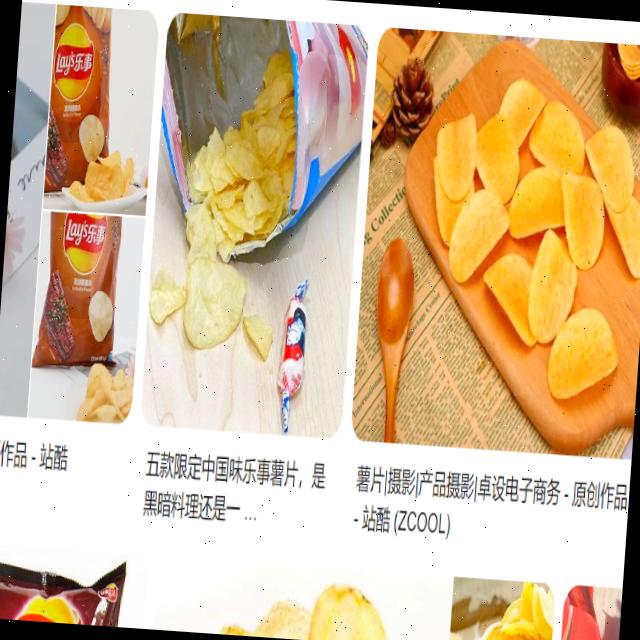 Lay's乐事
Lay's乐事
作品 - 站酷
五款限定中国味乐事薯片，是
黑暗料理还是一 ...
薯片|摄影|产品摄影|卓设电子商务 - 原创作品
- 站酷 (ZCOOL)